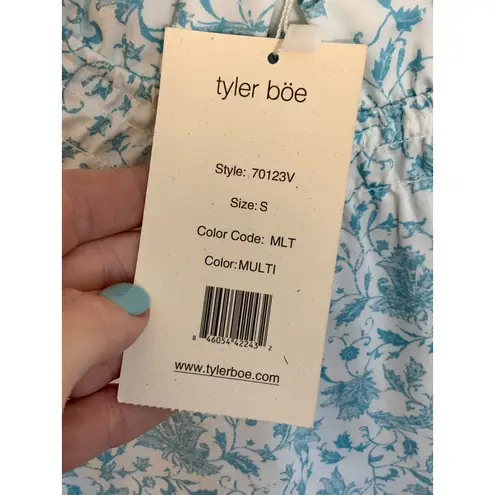 tyler böe
Style: 70123V
Size: S
Color Code: MLT
Color:MULTI
8 46054 42243 2
www.tylerboe.com